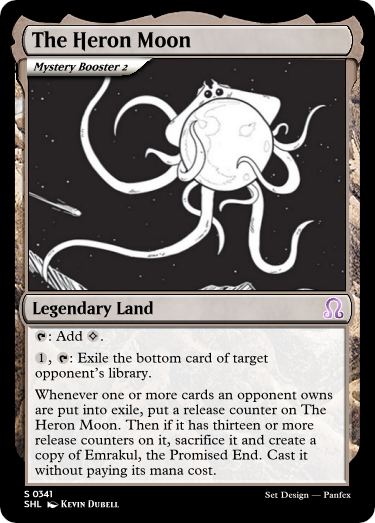 The Heron Moon
Mystery Booster 2
Legendary Land
: Add .
1, : Exile the bottom card of target
opponent's library.
Whenever one or more cards an opponent owns
are put into exile, put a release counter on The
Heron Moon. Then if it has thirteen or more
release counters on it, sacrifice it and create a
copy of Emrakul, the Promised End. Cast it
without paying its mana cost.
S 0341
Set Design — Panfex
SHL KEVIN DUBELL